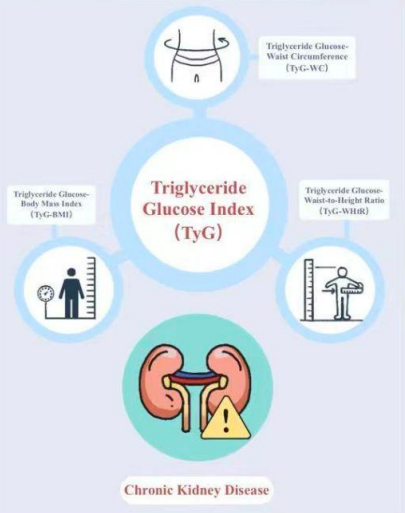 Triglyceride Glucose-
Waist Circumference
(TyG-WC)
Triglyceride
Glucose Index
(TyG)
Triglyceride Glucose-
Body Mass Index
(TyG-BMI)
Triglyceride Glucose-
Waist-to-Height Ratio
(TyG-WHtR)
Chronic Kidney Disease